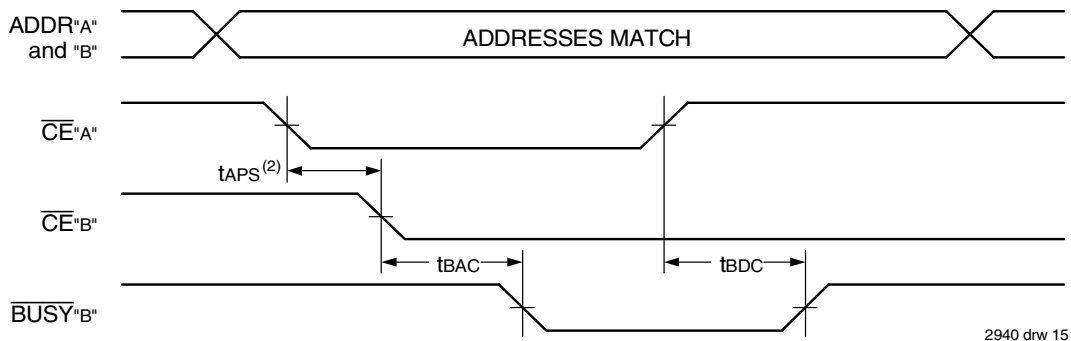 ADDR"A"
and "B"
ADDRESSES MATCH
CE"A"
tAPS(2)
CE"B"
tBAC
tBDC
BUSY"B"
2940 drw 15